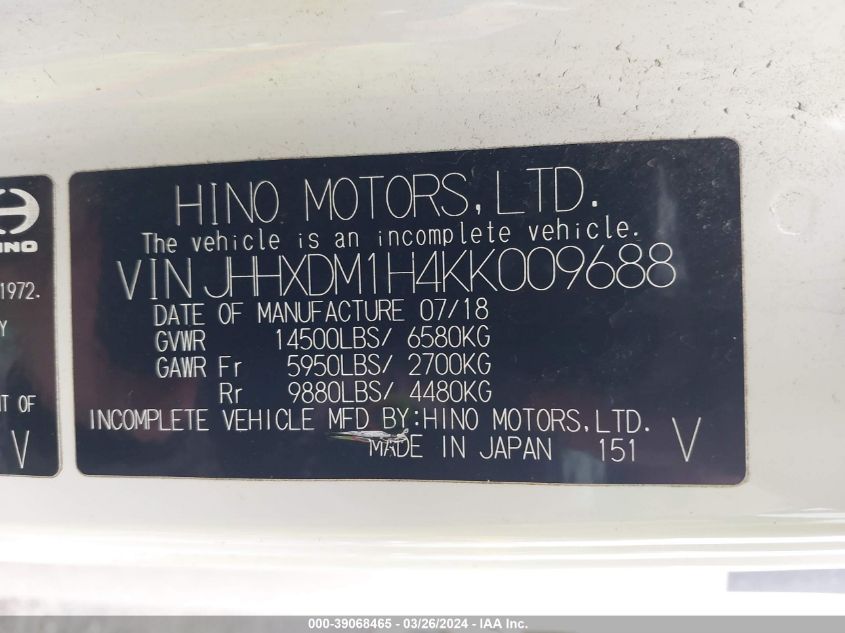 HINO MOTORS,LTD.
The vehicle is an incomplete vehicle.
VIN JHHXDM1H4KK009688
DATE OF MANUFACTURE 07/18
GVWR 14500LBS/ 6580KG
GAWR Fr 5950LBS/ 2700KG
Rr 9880LBS/ 4480KG
INCOMPLETE VEHICLE MFD BY:HINO MOTORS,LTD.
MADE IN JAPAN 151 V
HINO
1972.
Y
T OF
V
000-39068465 - 03/26/2024 - IAA Inc.